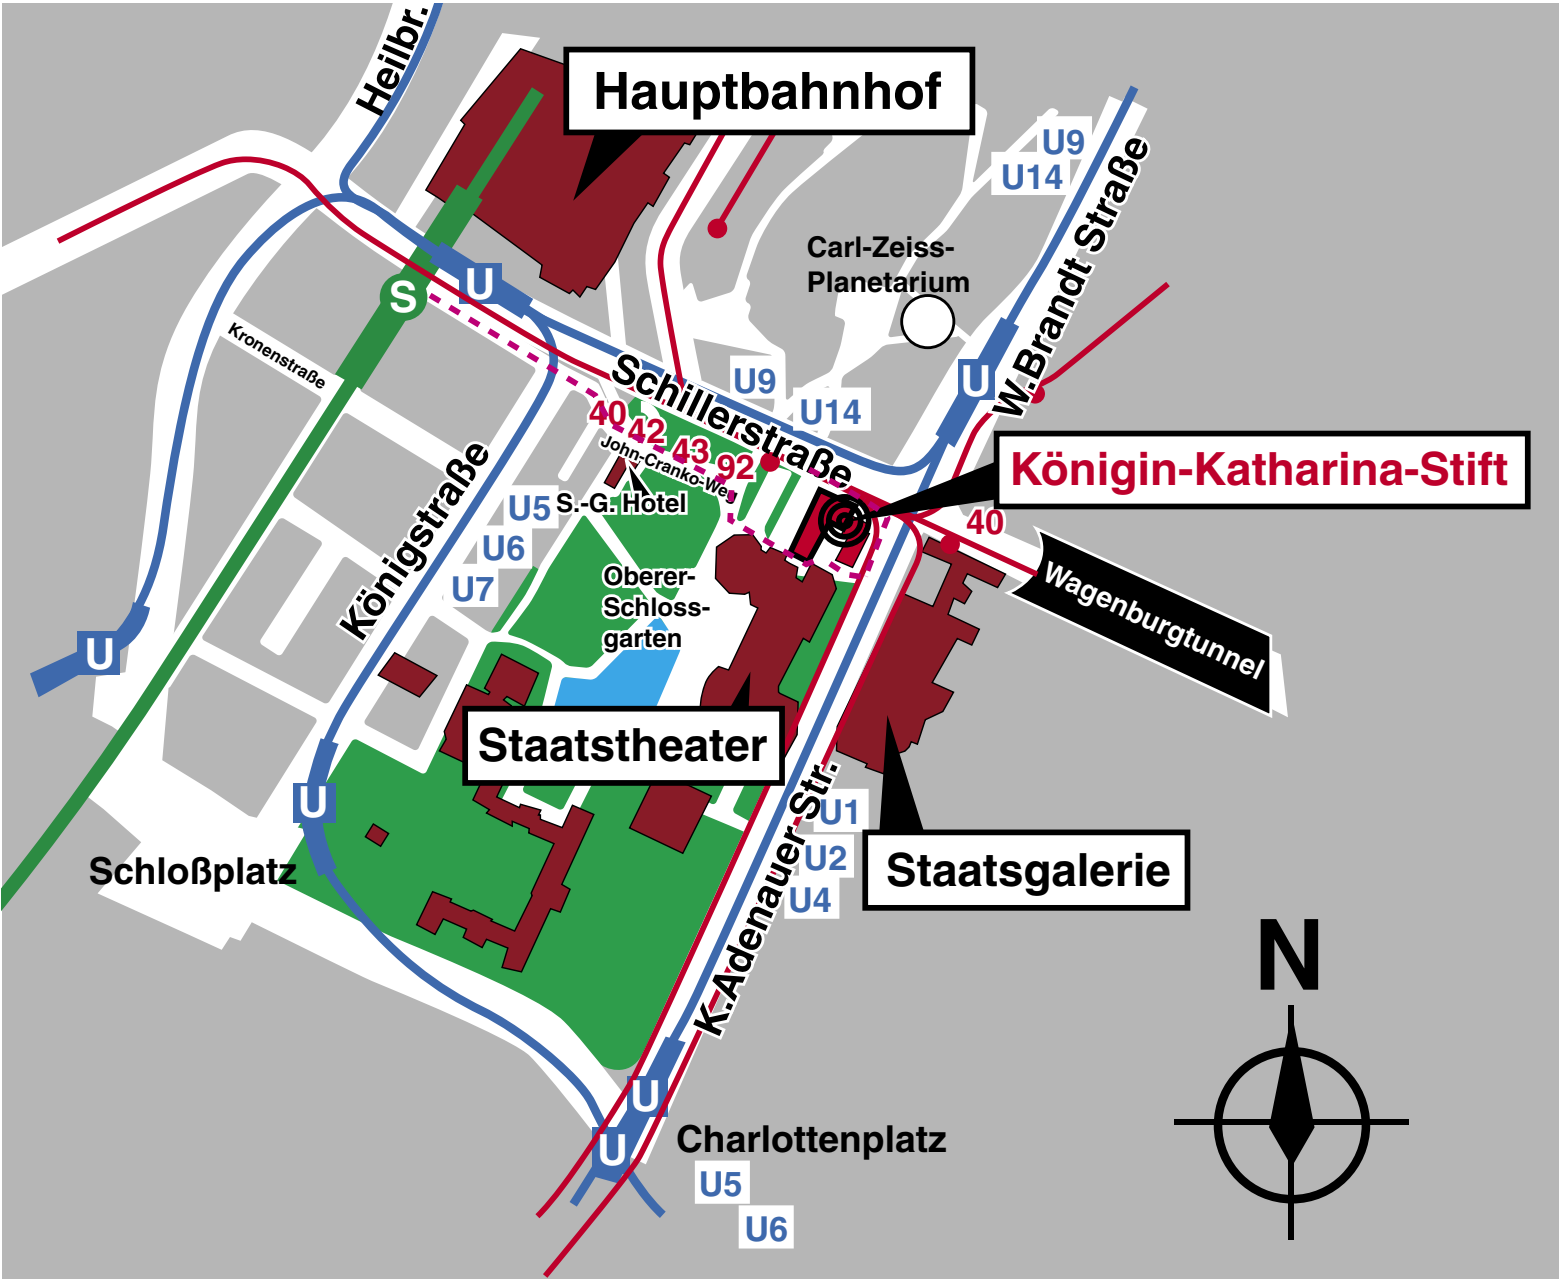 Heilbr.
Hauptbahnhof
U9
U14
W.Brandt Straße
Carl-Zeiss-
Planetarium
U
S
Kronenstraße
Schillerstraße
U9
U14
U
40
42
43
92
John-Cranko-Weg
Königin-Katharina-Stift
S.-G. Hotel
U5
U6
U7
Königstraße
40
Wagenburgtunnel
Oberer-
Schloss-
garten
U
Staatstheater
U
K.Adenauer Str.
U1
U2
U4
Schloßplatz
Staatsgalerie
N
U
U
Charlottenplatz
U5
U6